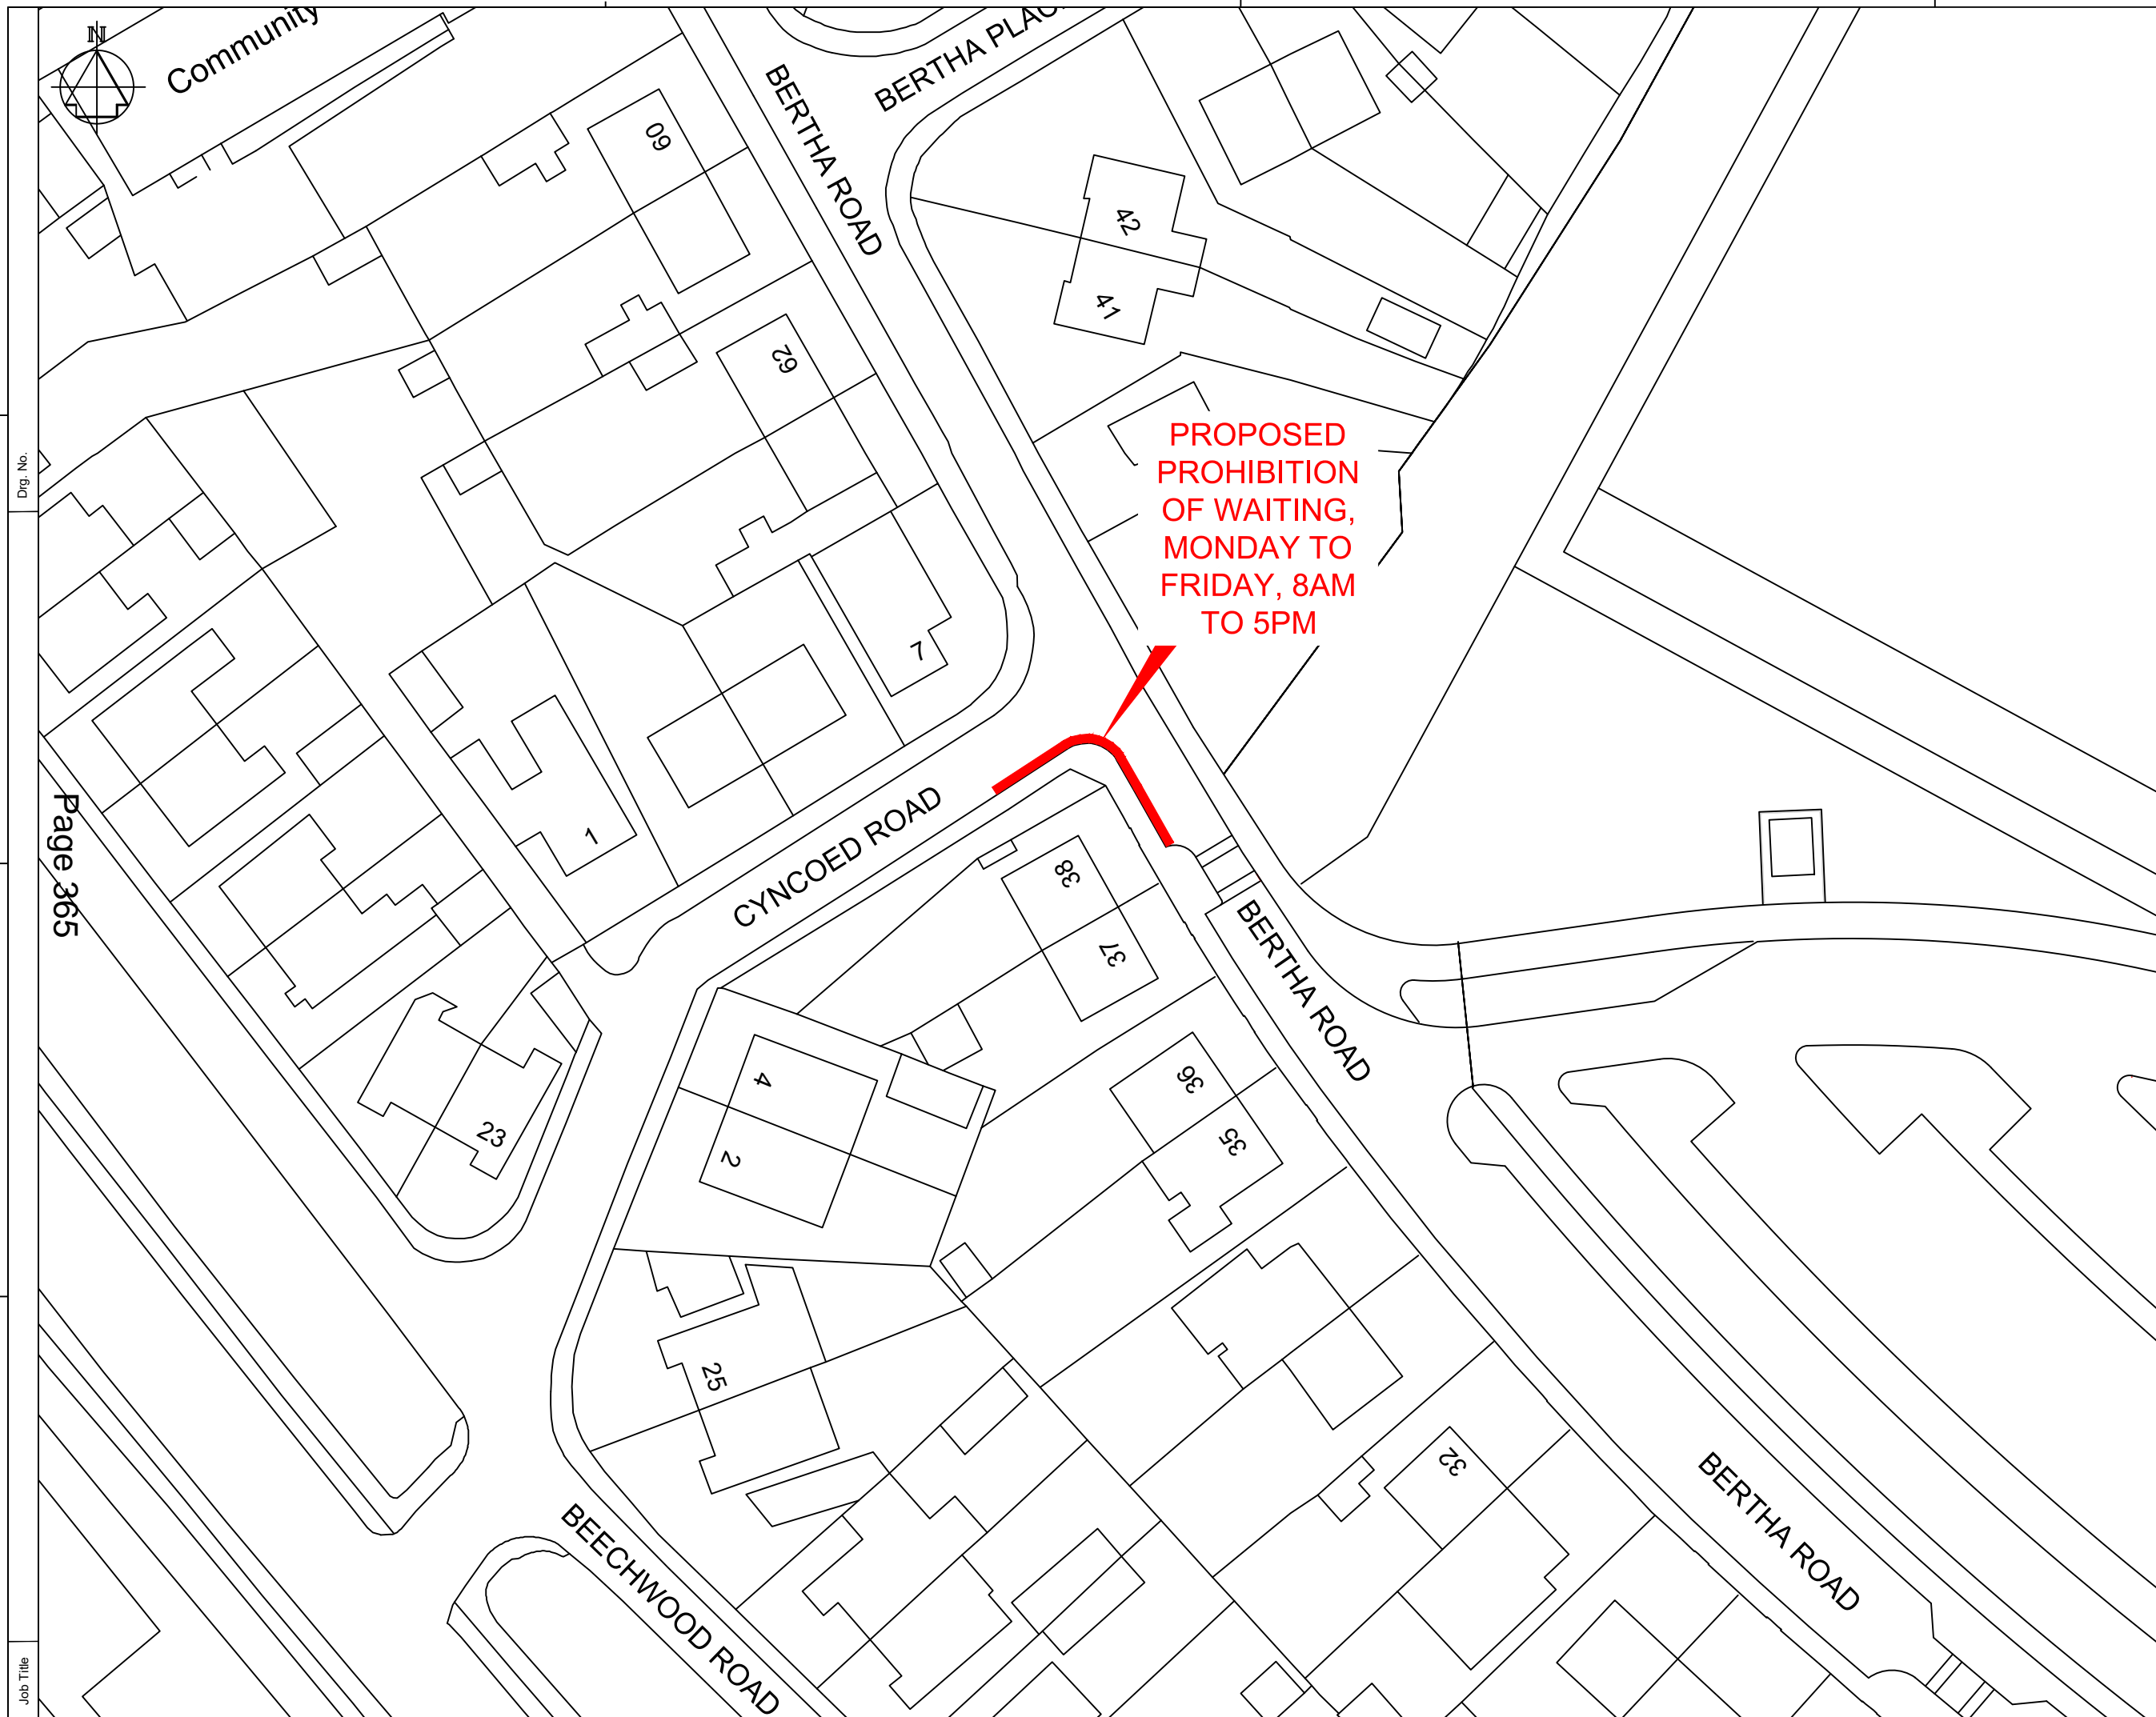 N
Community
BERTHA PLAC
BERTHA ROAD
60
42
41
62
Drg. No.
PROPOSED
PROHIBITION
OF WAITING,
MONDAY TO
FRIDAY, 8AM
TO 5PM
7
1
Page 365
CYNCOED ROAD
38
37
BERTHA ROAD
36
35
4
2
23
25
32
BERTHA ROAD
BEECHWOOD ROAD
Job Title